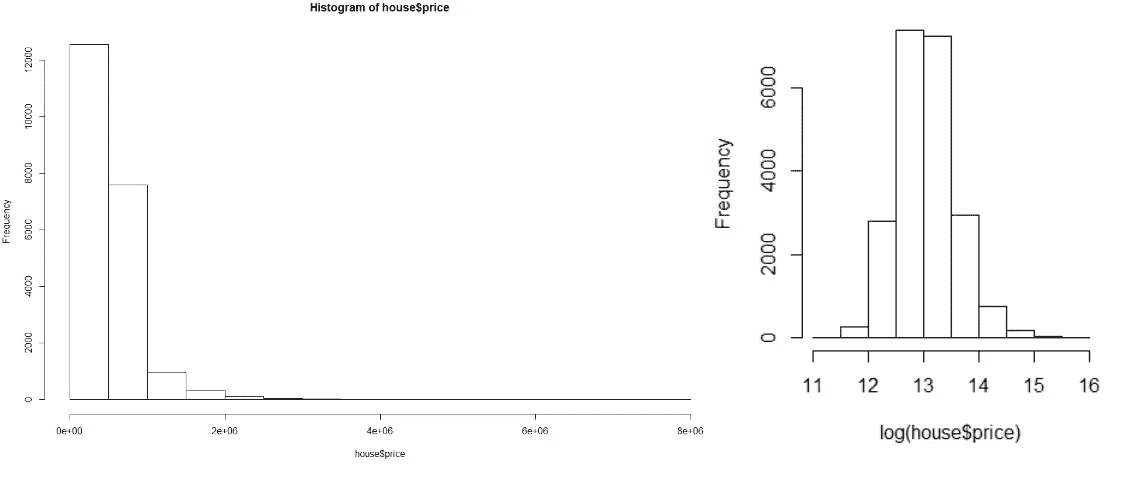 Histogram of house$price
Frequency
12000
10000
8000
6000
4000
2000
0
0e+00 2e+06 4e+06 6e+06 8e+06
house$price
Frequency
6000
4000
2000
0
11 12 13 14 15 16
log(house$price)